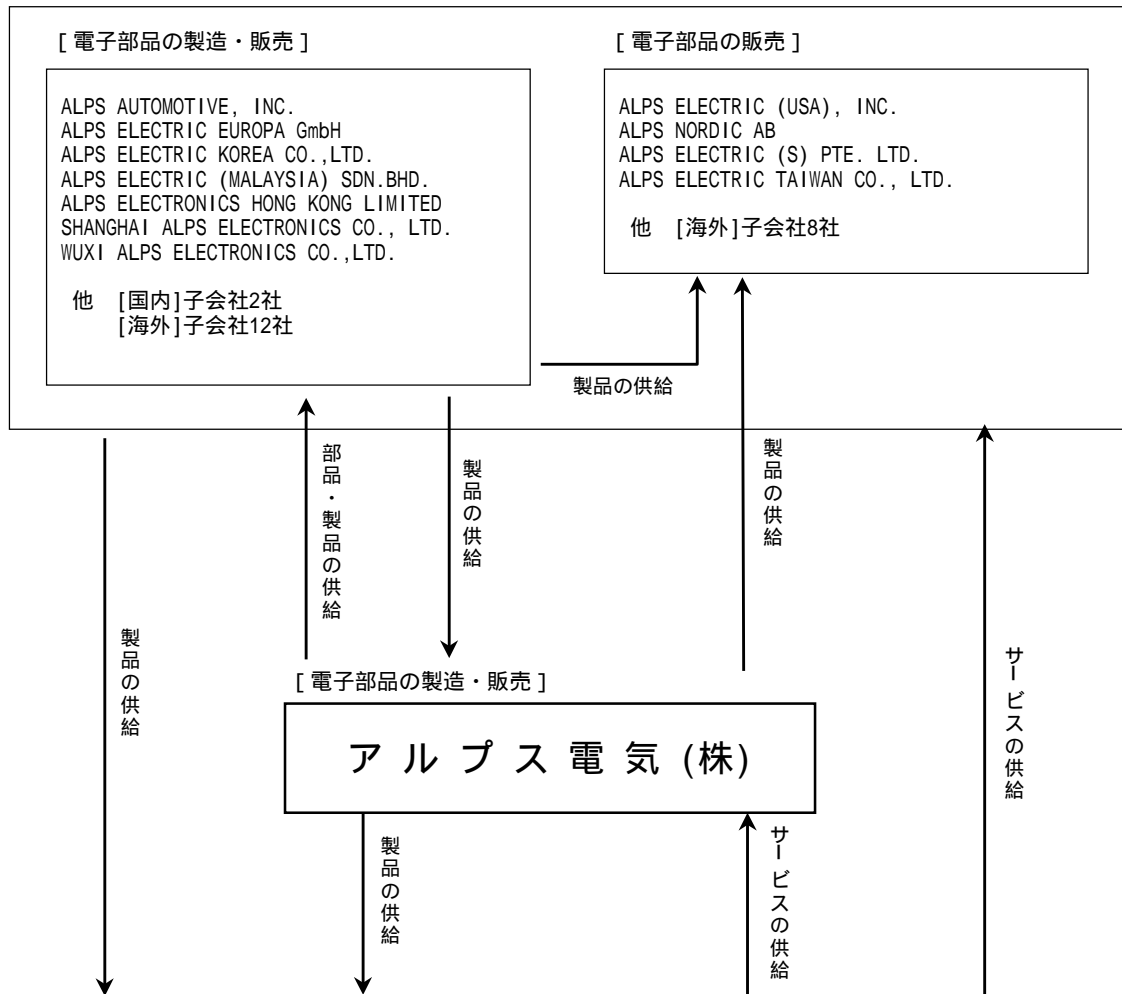 [ 電子部品の製造・販売 ]
ALPS AUTOMOTIVE, INC.
ALPS ELECTRIC EUROPA GmbH
ALPS ELECTRIC KOREA CO.,LTD.
ALPS ELECTRIC (MALAYSIA) SDN.BHD.
ALPS ELECTRONICS HONG KONG LIMITED
SHANGHAI ALPS ELECTRONICS CO., LTD.
WUXI ALPS ELECTRONICS CO.,LTD.
他 [国内]子会社2社
[海外]子会社12社
[ 電子部品の販売 ]
ALPS ELECTRIC (USA), INC.
ALPS NORDIC AB
ALPS ELECTRIC (S) PTE. LTD.
ALPS ELECTRIC TAIWAN CO., LTD.
他 [海外]子会社8社
製品の供給
部品・製品の供給
製品の供給
製品の供給
製品の供給
サービスの供給
[ 電子部品の製造・販売 ]
アルプス電気(株)
製品の供給
サービスの供給